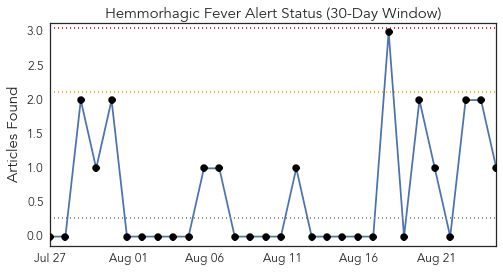 Hemmorhagic Fever Alert Status (30-Day Window)
Articles Found
3.0
2.5
2.0
1.5
1.0
0.5
0.0
Jul 27 Aug 01 Aug 06 Aug 11 Aug 16 Aug 21